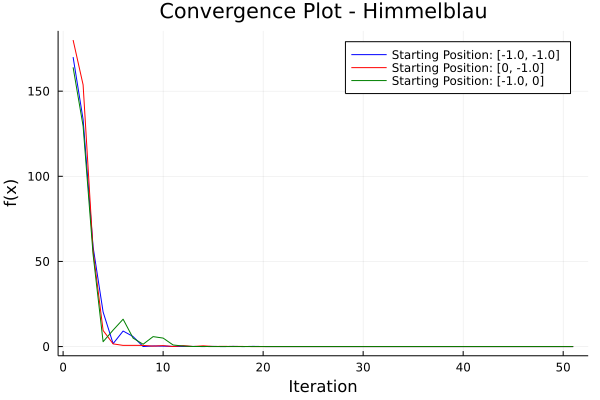 Convergence Plot - Himmelblau
Starting Position: [-1.0, -1.0]
Starting Position: [0, -1.0]
Starting Position: [-1.0, 0]
f(x)
150
100
50
0
0 10 20 30 40 50
Iteration